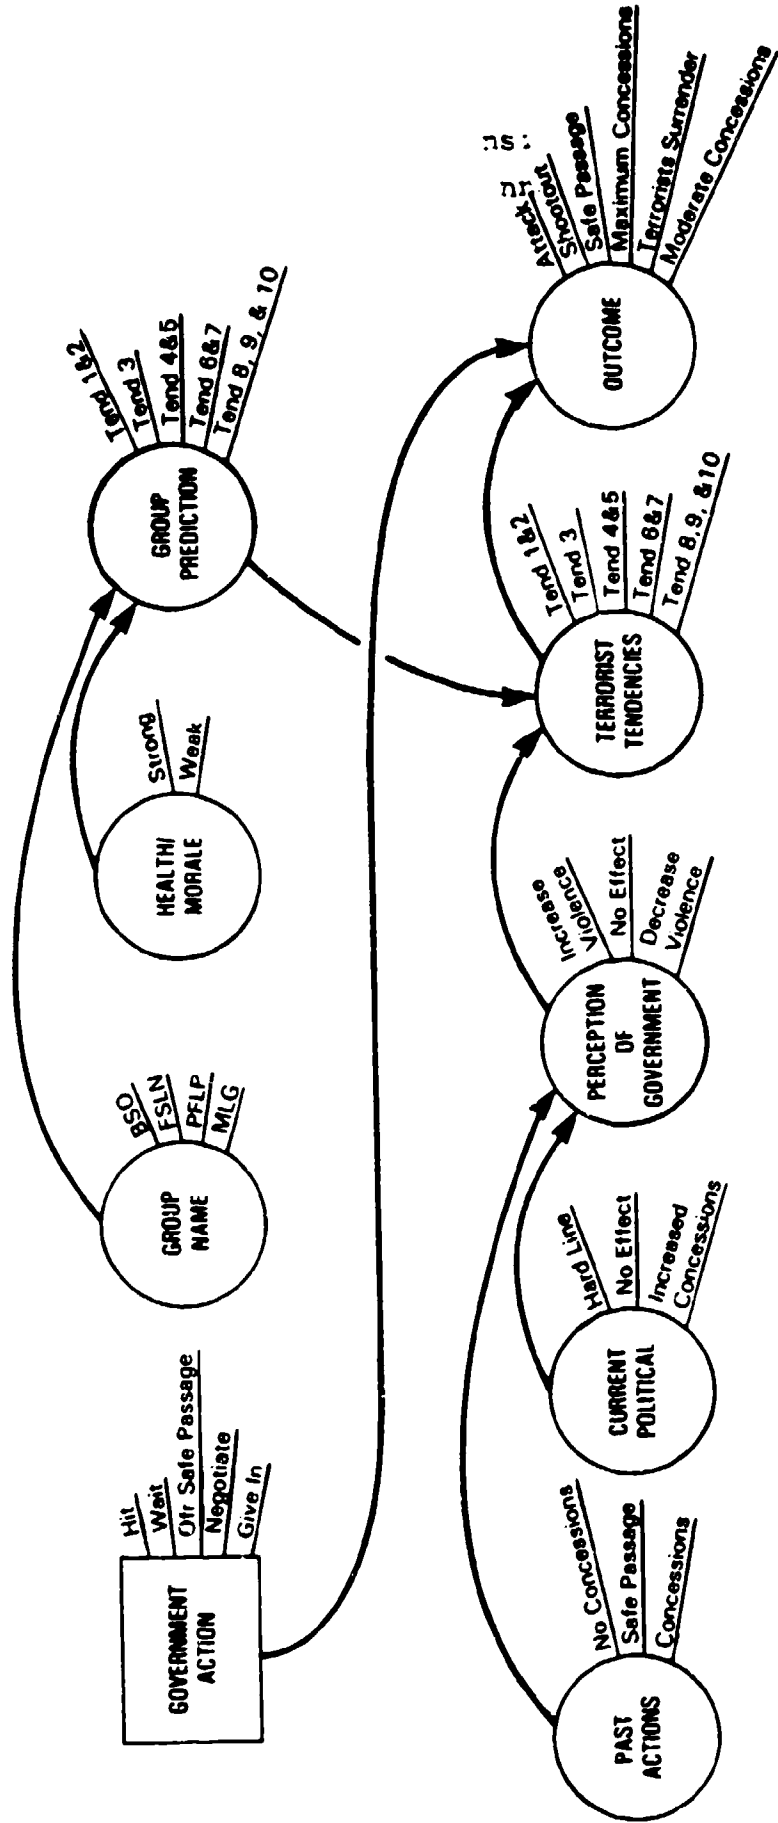 GOVERNMENT
ACTION
Hit
Wait
Ofr Safe Passage
Negotiate
Give In
GROUP
NAME
BSO
FSLN
PFLP
MLG
HEALTH/
MORALE
Strong
Weak
GROUP
PREDICTION
Tend 1&2
Tend 3
Tend 4&5
Tend 6&7
Tend 8, 9, & 10
PAST
ACTIONS
No Concessions
Safe Passage
Concessions
CURRENT
POLITICAL
Hard Line
No Effect
Increased
Concessions
PERCEPTION
OF
GOVERNMENT
Increase
Violence
No Effect
Decrease
Violence
TERRORIST
TENDENCIES
Tend 1&2
Tend 3
Tend 4&5
Tend 6&7
Tend 8,9, &10
OUTCOME
Attack
Shootout
Safe Passage
Maximum Concessions
Terrorists Surrender
Moderate Concessions